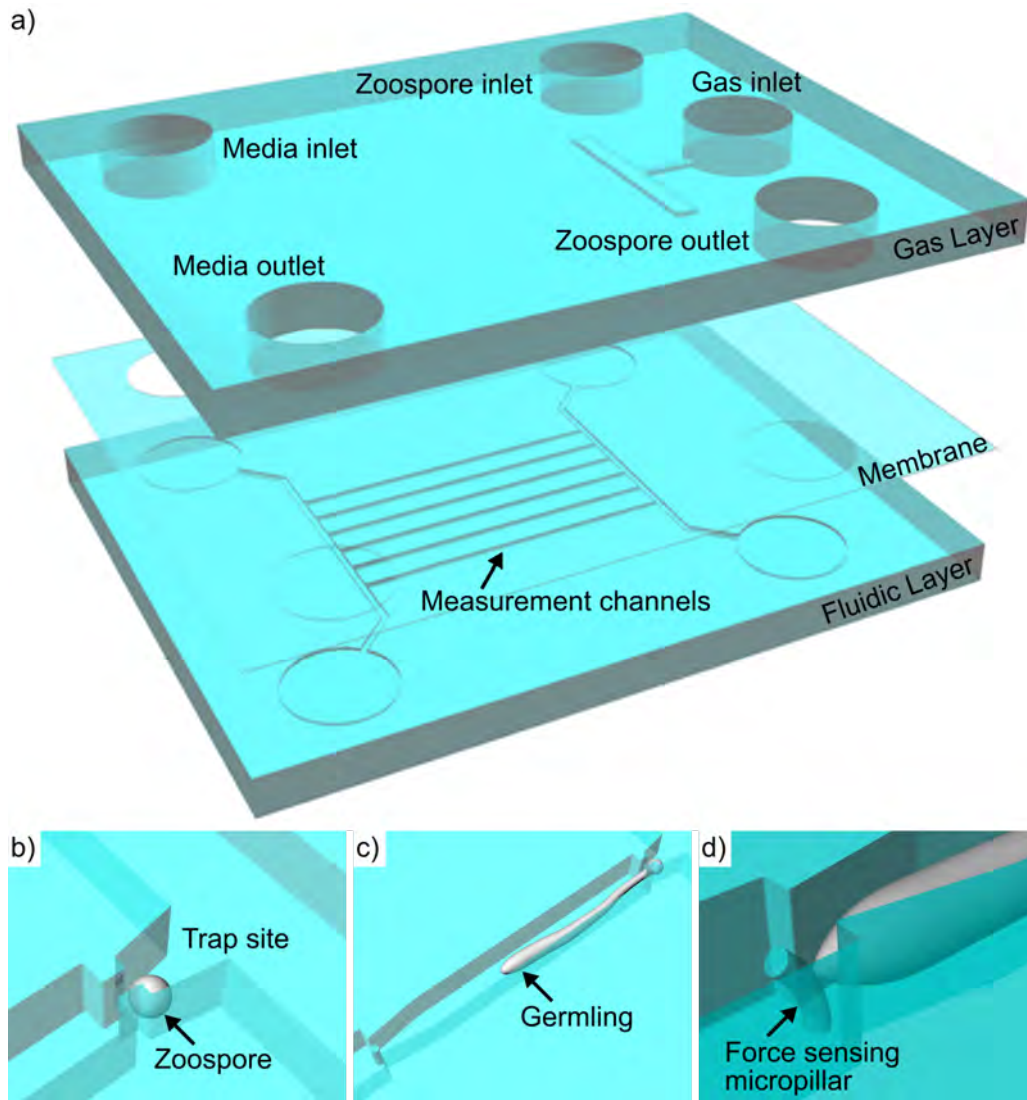 a)
Zoospore inlet
Gas inlet
Media inlet
Zoospore outlet
Gas Layer
Media outlet
Membrane
Measurement channels
Fluidic Layer
b)
Trap site
Zoospore
c)
Germling
d)
Force sensing
micropillar